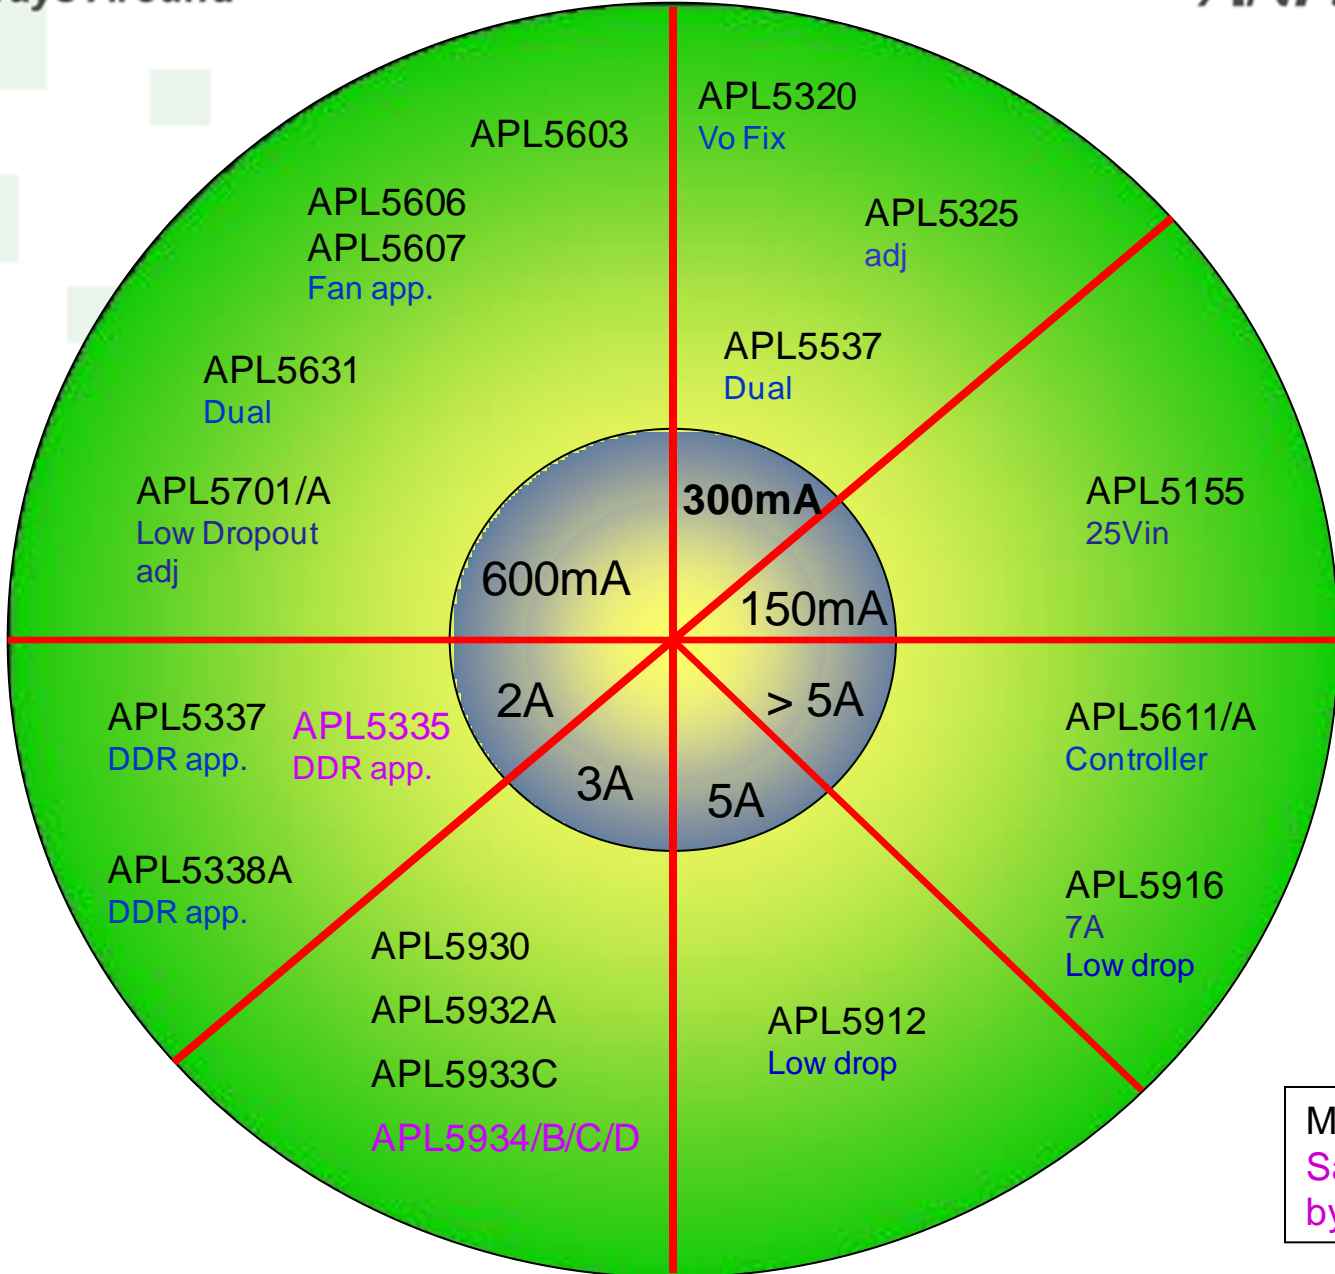 Around
APL5603
APL5606
APL5607
Fan app.
APL5631
Dual
APL5701/A
Low Dropout
adj
APL5320
Vo Fix
APL5325
adj
APL5537
Dual
300mA
600mA
150mA
APL5155
25Vin
2A
> 5A
3A
5A
APL5337
DDR app.
APL5335
DDR app.
APL5338A
DDR app.
APL5611/A
Controller
APL5916
7A
Low drop
APL5930
APL5932A
APL5933C
APL5934/B/C/D
APL5912
Low drop